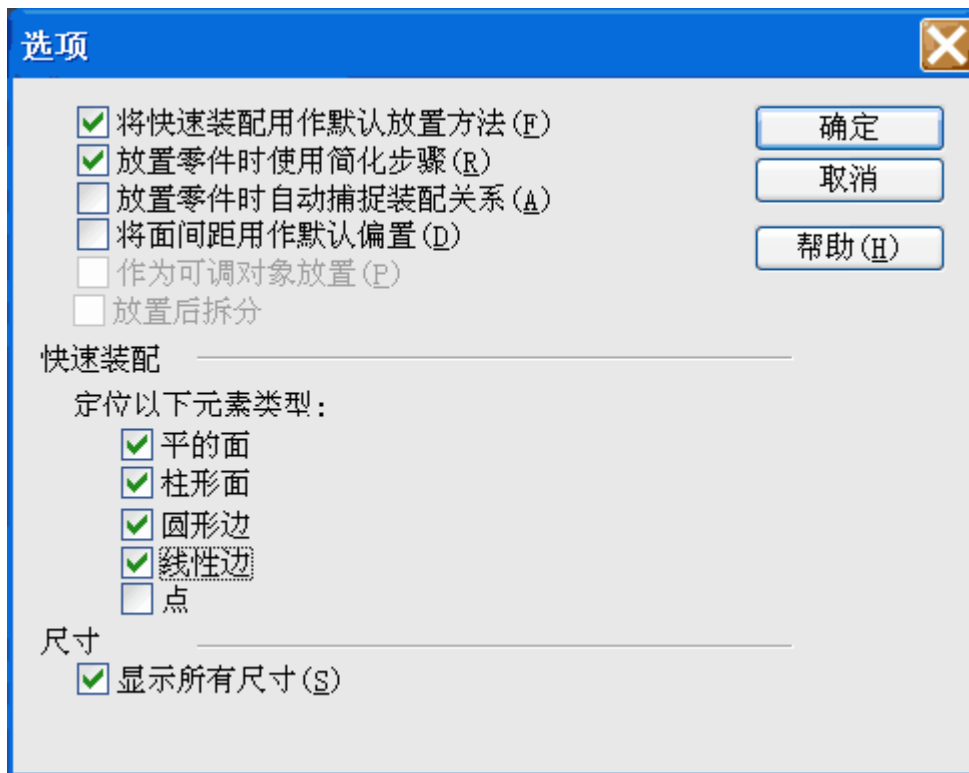 选项
将快速装配用作默认放置方法(F)
确定
放置零件时使用简化步骤(R)
取消
放置零件时自动捕捉装配关系(A)
将面间距用作默认偏置(D)
帮助(H)
作为可调对象放置(P)
放置后拆分
快速装配
定位以下元素类型:
平的面
柱形面
圆形边
线性边
点
尺寸
显示所有尺寸(S)